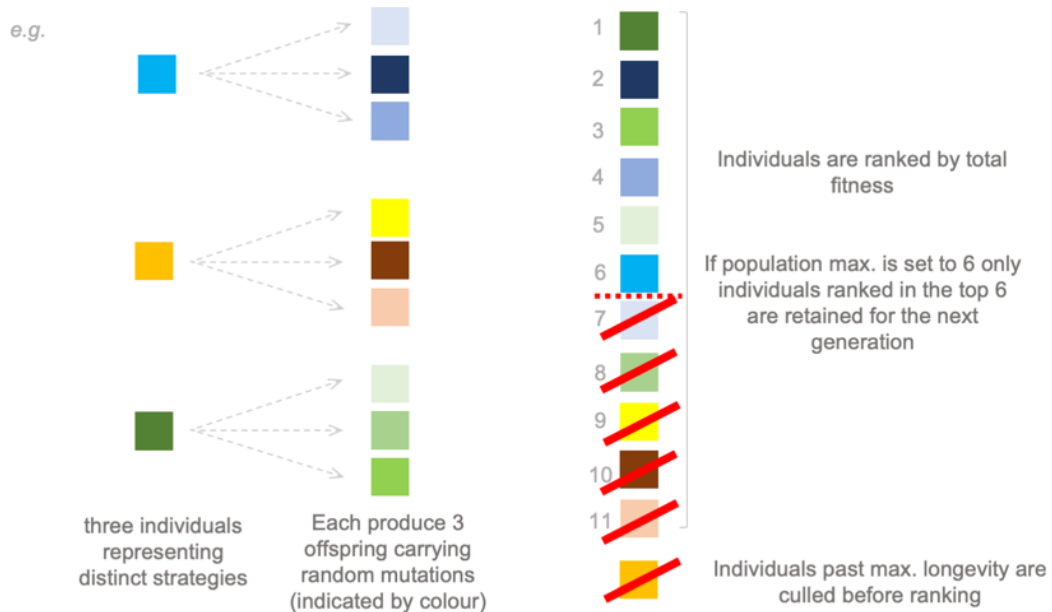 e.g.
three individuals
representing
distinct strategies
Each produce 3
offspring carrying
random mutations
(indicated by colour)
1
2
3
4
5
6
7
8
9
10
11
Individuals are ranked by total
fitness
If population max. is set to 6 only
individuals ranked in the top 6
are retained for the next
generation
Individuals past max. longevity are
culled before ranking